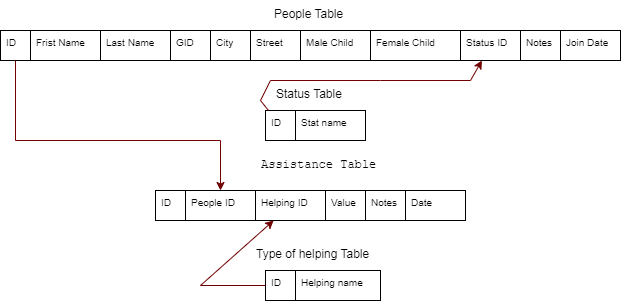 People Table
ID Frist Name Last Name GID City Street Male Child Female Child Status ID Notes Join Date
Status Table
ID Stat name
Assistance Table
ID People ID Helping ID Value Notes Date
Type of helping Table
ID Helping name